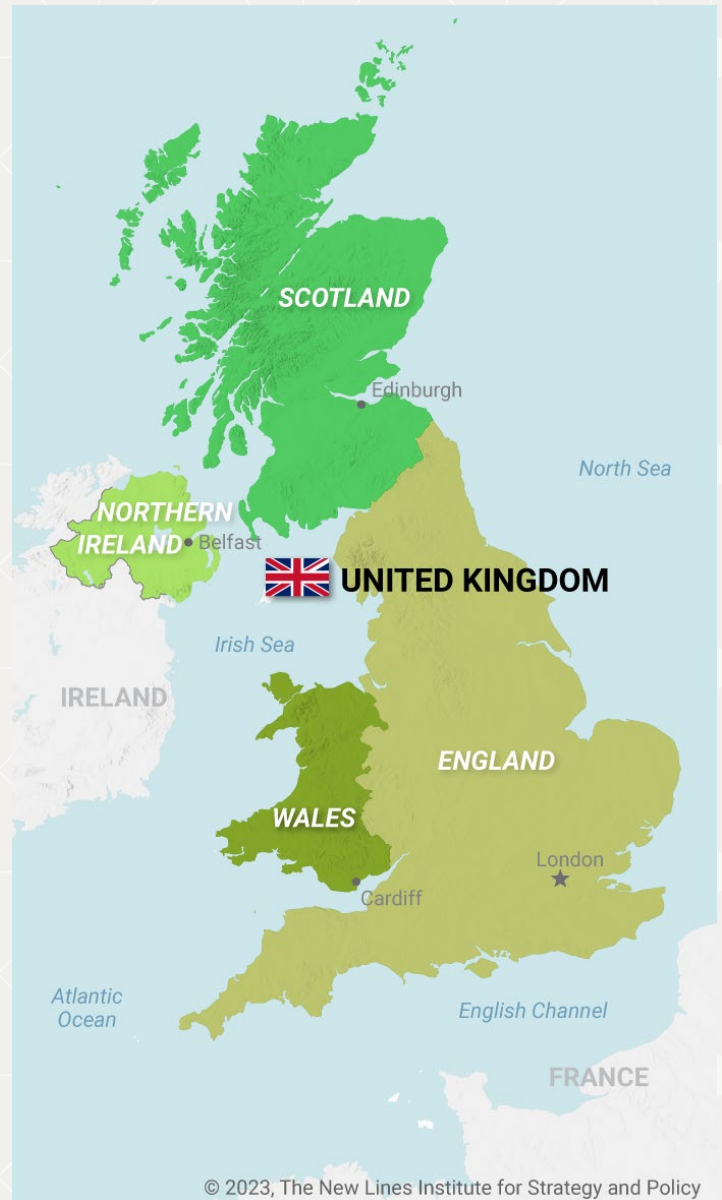 SCOTLAND
Edinburgh
North Sea
NORTHERN
IRELAND
Belfast
UNITED KINGDOM
Irish Sea
IRELAND
ENGLAND
WALES
London
Cardiff
Atlantic
Ocean
English Channel
FRANCE
© 2023, The New Lines Institute for Strategy and Policy